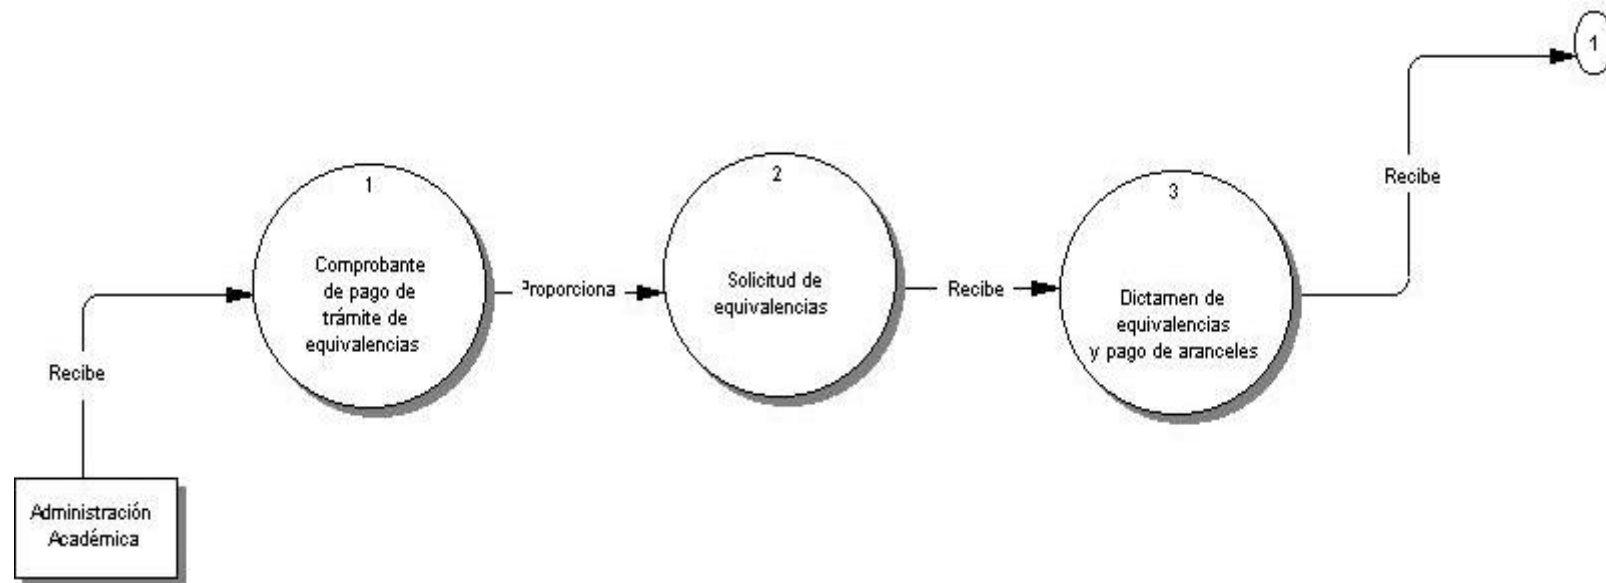 1
Recibe
1
Comprobante
de pago de
trámite de
equivalencias
Proporciona
2
Solicitud de
equivalencias
Recibe
3
Dictamen de
equivalencias
y pago de aranceles
Recibe
Administración
Académica